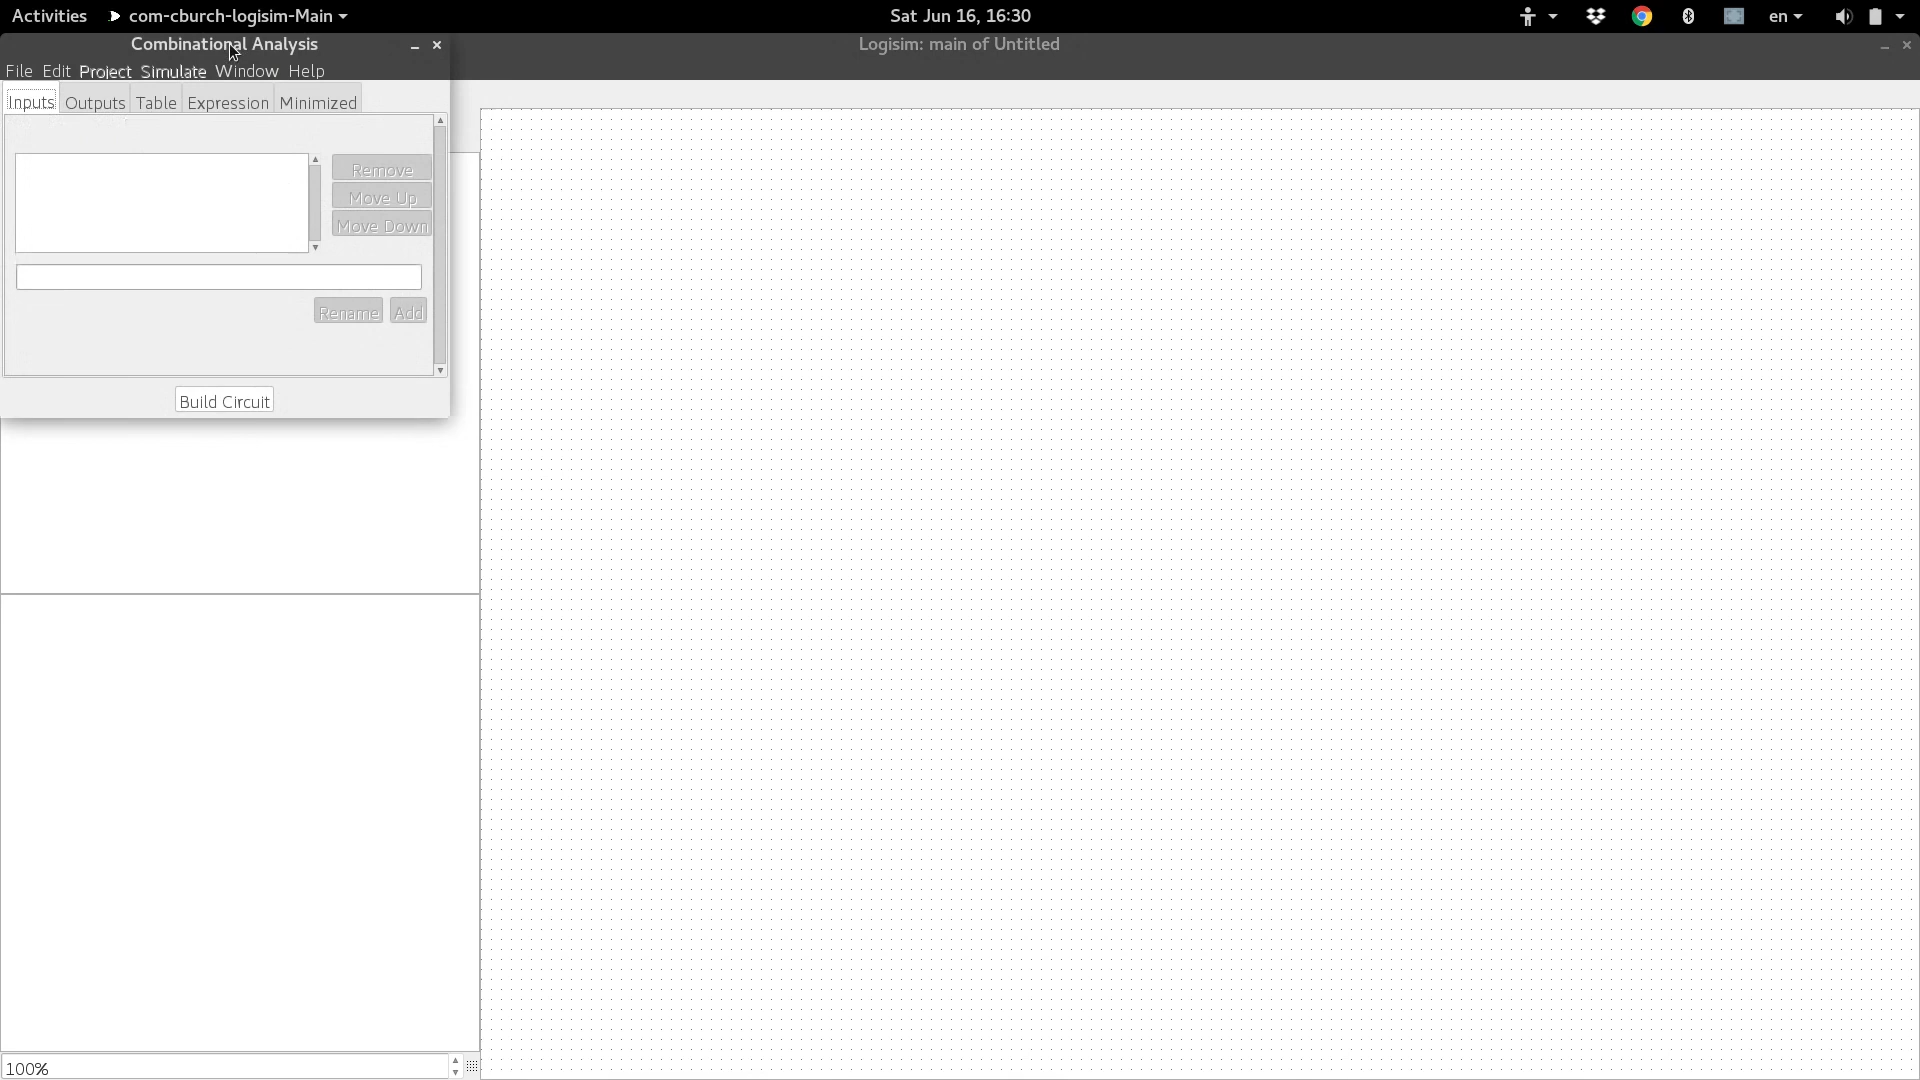 Activities com-cburch-logisim-Main Sat Jun 16, 16:30 en
Combinational Analysis
Logisim: main of Untitled
File Edit Project Simulate Window Help
Inputs Outputs Table Expression Minimized
Remove
Move Up
Move Down
Rename Add
Build Circuit
100%